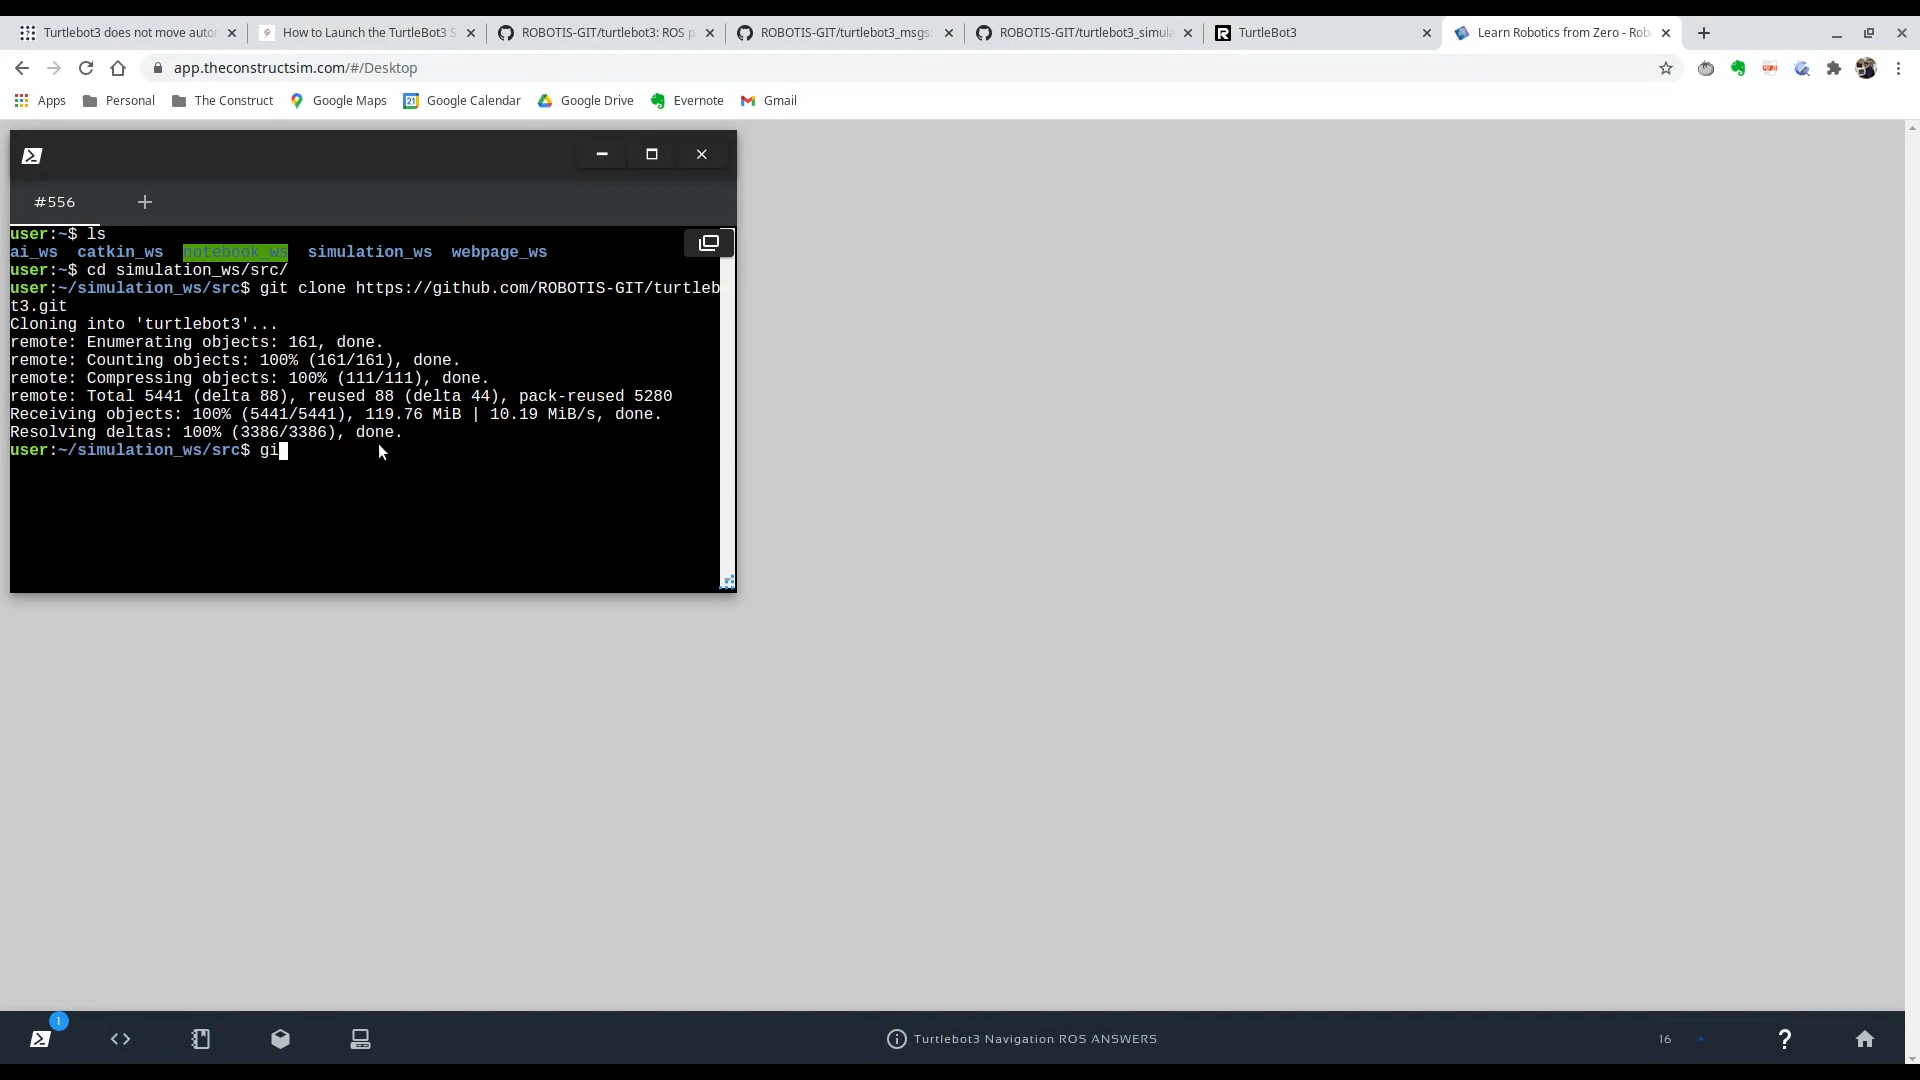 Turtlebot3 does not move auto
How to Launch the TurtleBot3 S
ROBOTIS-GIT/turtlebot3: ROS p
ROBOTIS-GIT/turtlebot3_msgs:
ROBOTIS-GIT/turtlebot3_simula
TurtleBot3
Learn Robotics from Zero - Rob
app.theconstructsim.com/#/Desktop
Apps
Personal
The Construct
Google Maps
Google Calendar
Google Drive
Evernote
Gmail
#556
user:~$ ls
ai_ws catkin_ws notebook_ws simulation_ws webpage_ws
user:~$ cd simulation_ws/src/
user:~/simulation_ws/src$ git clone https://github.com/ROBOTIS-GIT/turtleb
t3.git
Cloning into 'turtlebot3'...
remote: Enumerating objects: 161, done.
remote: Counting objects: 100% (161/161), done.
remote: Compressing objects: 100% (111/111), done.
remote: Total 5441 (delta 88), reused 88 (delta 44), pack-reused 5280
Receiving objects: 100% (5441/5441), 119.76 MiB | 10.19 MiB/s, done.
Resolving deltas: 100% (3386/3386), done.
user:~/simulation_ws/src$ gi
1
Turtlebot3 Navigation ROS ANSWERS
16